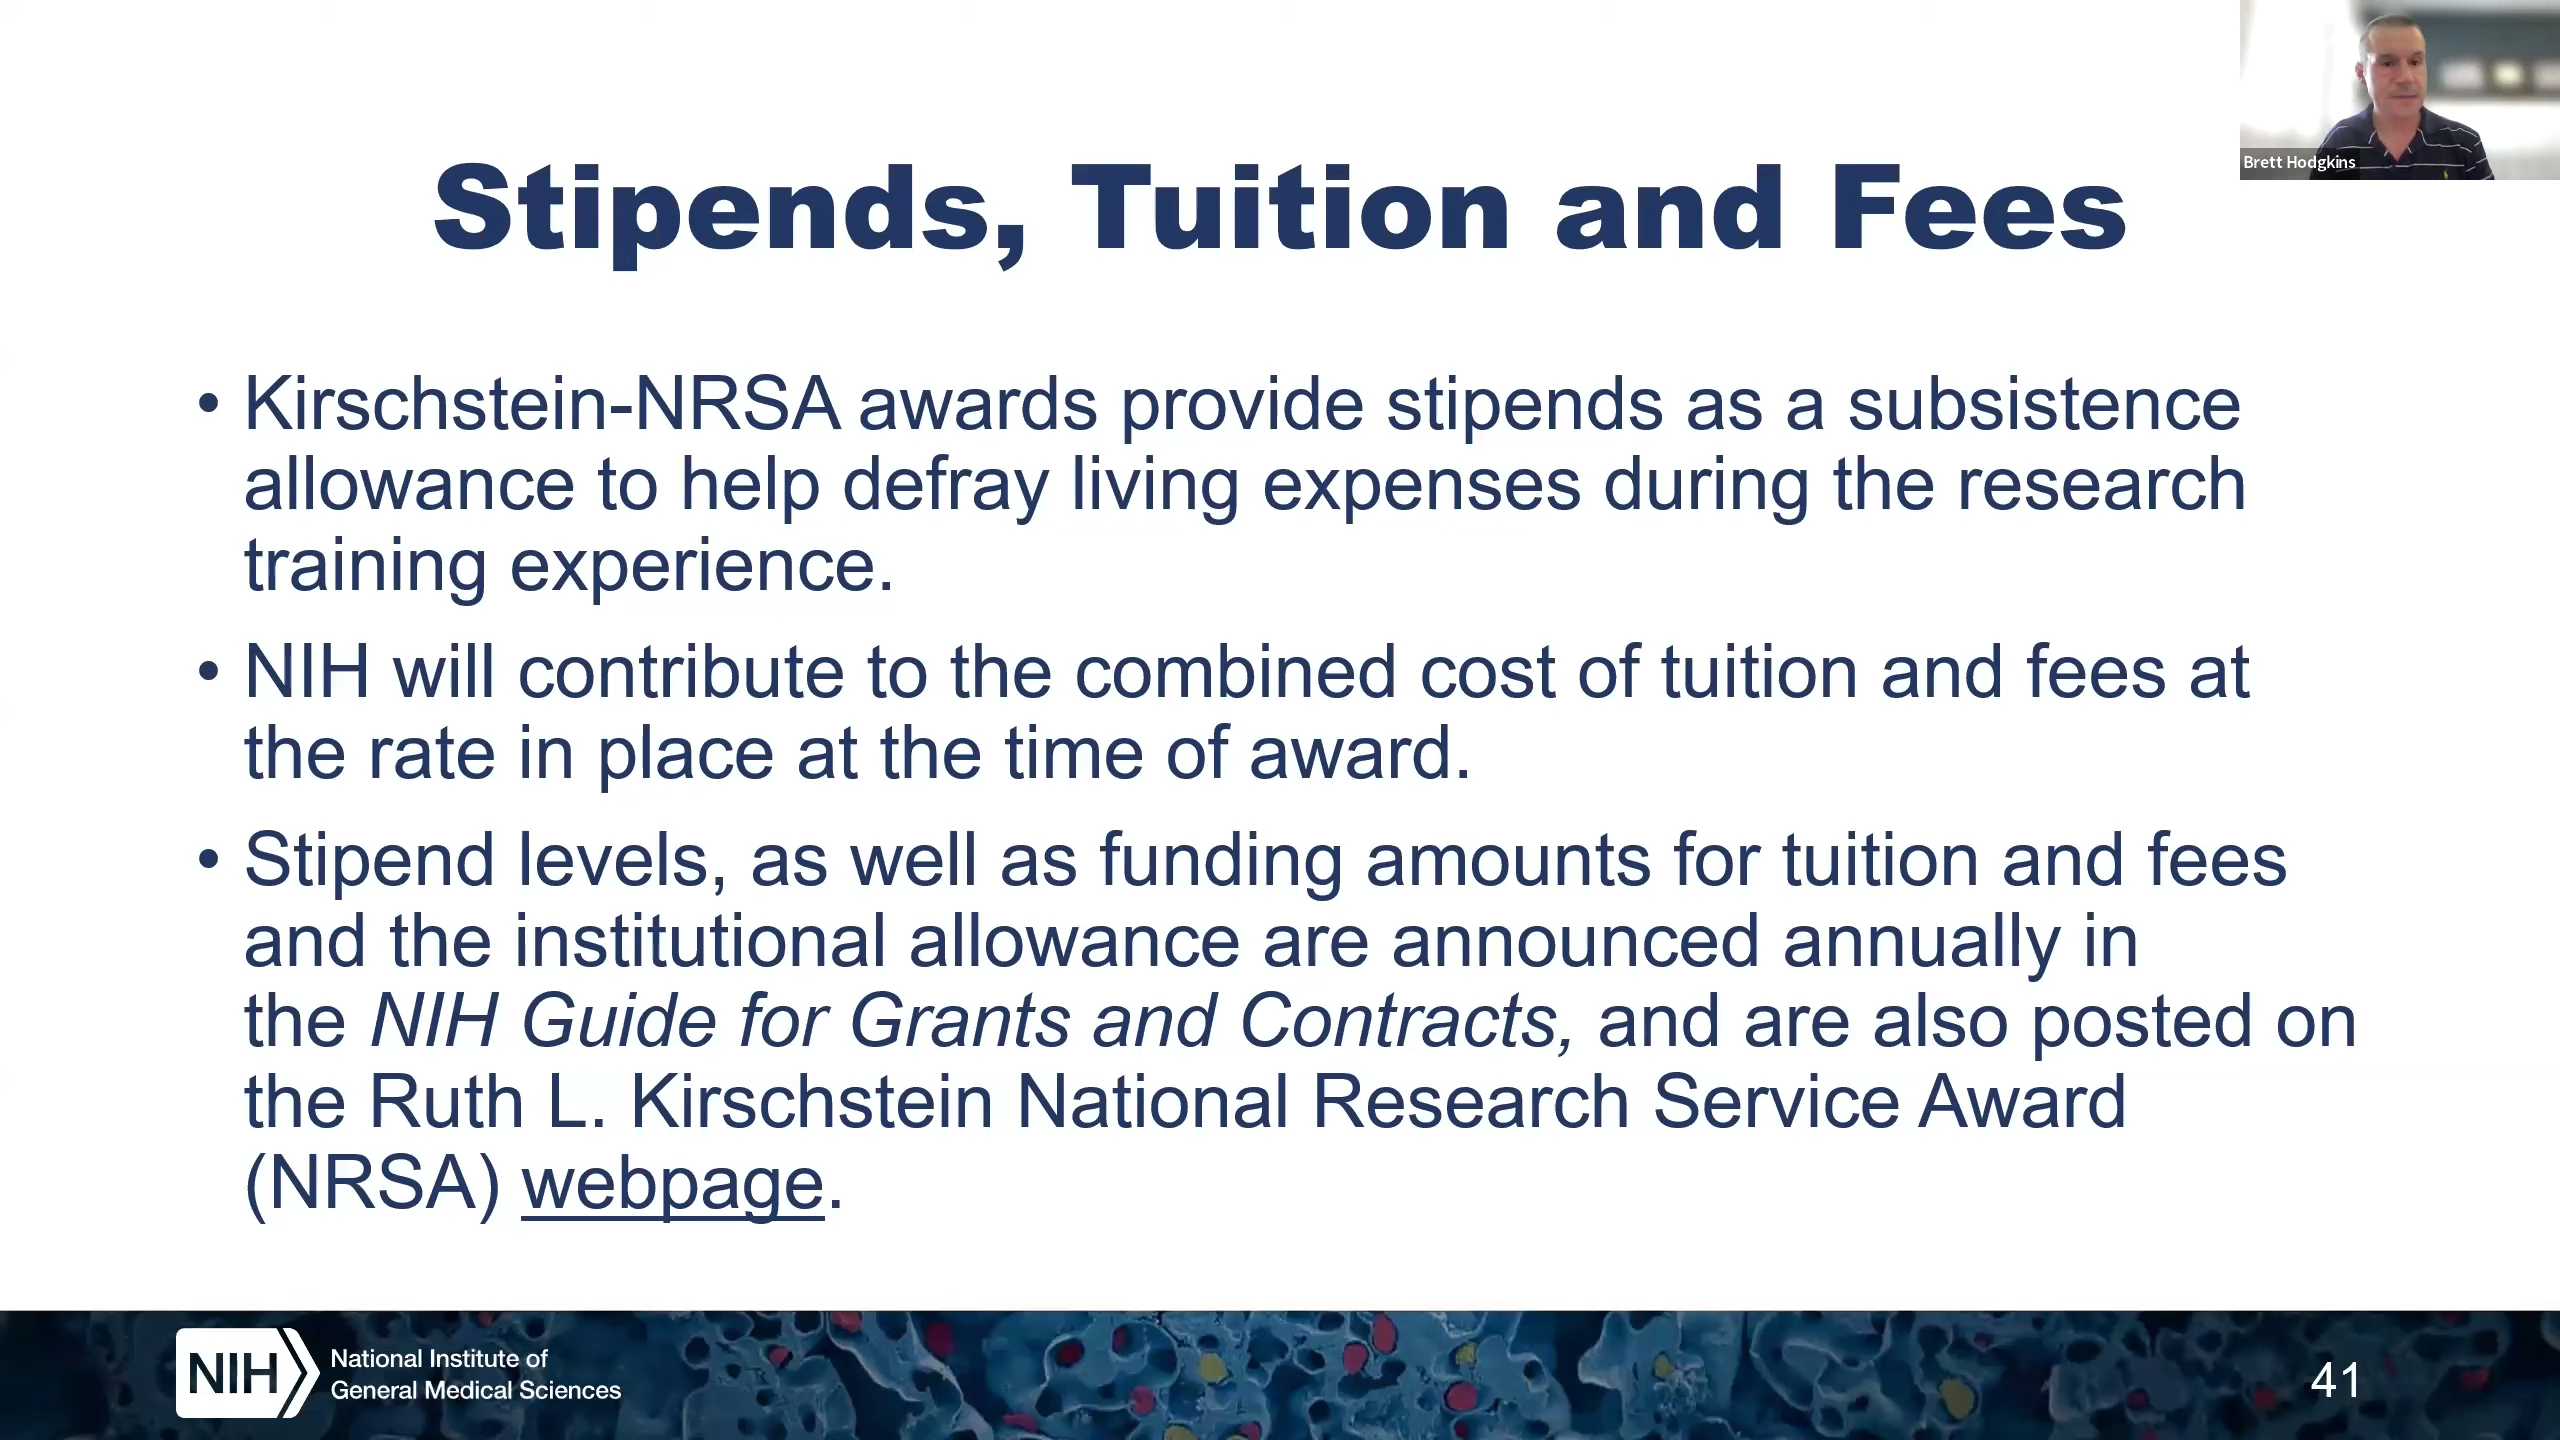 Brett Hodgkins
Stipends, Tuition and Fees
• Kirschstein-NRSA awards provide stipends as a subsistence
allowance to help defray living expenses during the research
training experience.
• NIH will contribute to the combined cost of tuition and fees at
the rate in place at the time of award.
• Stipend levels, as well as funding amounts for tuition and fees
and the institutional allowance are announced annually in
the NIH Guide for Grants and Contracts, and are also posted on
the Ruth L. Kirschstein National Research Service Award
(NRSA) webpage.
NIH
National Institute of
General Medical Sciences
41